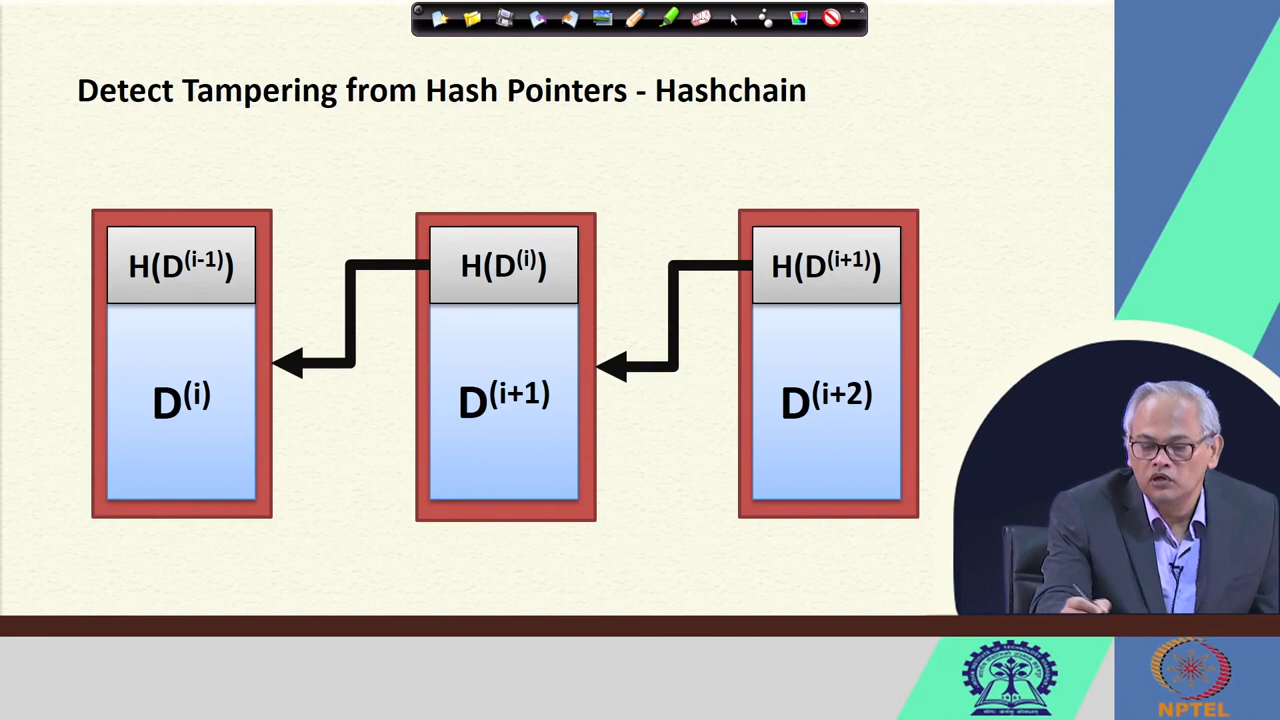 Detect Tampering from Hash Pointers - Hashchain
H(D^(i-1))
H(D^(i))
H(D^(i+1))
D^(i)
D^(i+1)
D^(i+2)
NPTEL